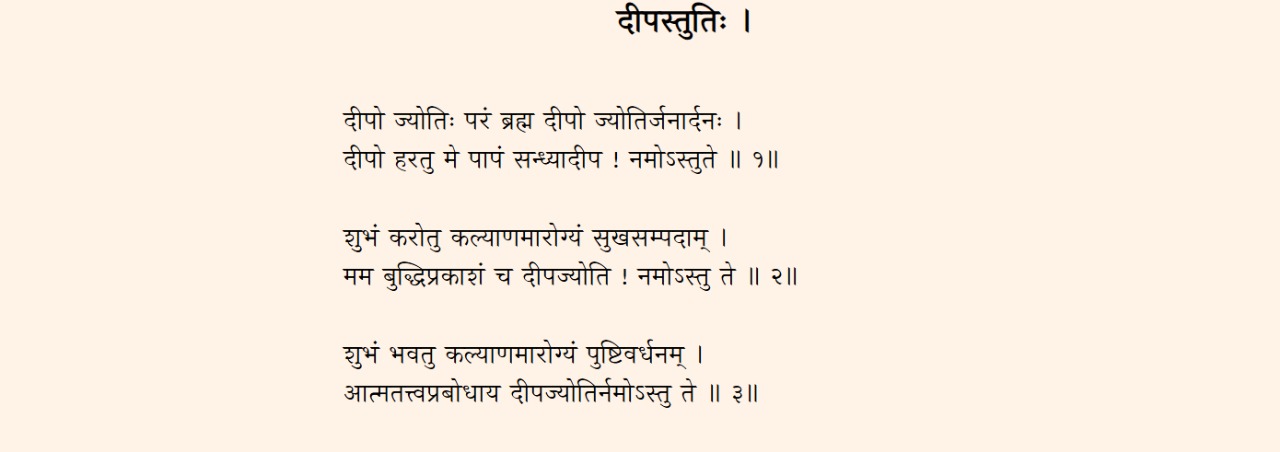 दीपस्तुतिः ।
दीपो ज्योतिः परं ब्रह्म दीपो ज्योतिर्जनार्दनः ।
दीपो हरतु मे पापं सन्ध्यादीप ! नमोऽस्तुते ॥ १॥
शुभं करोतु कल्याणमारोग्यं सुखसम्पदाम् ।
मम बुद्धिप्रकाशं च दीपज्योति ! नमोऽस्तु ते ॥ २॥
शुभं भवतु कल्याणमारोग्यं पुष्टिवर्धनम् ।
आत्मतत्त्वप्रबोधाय दीपज्योतिर्नमोऽस्तु ते ॥ ३॥